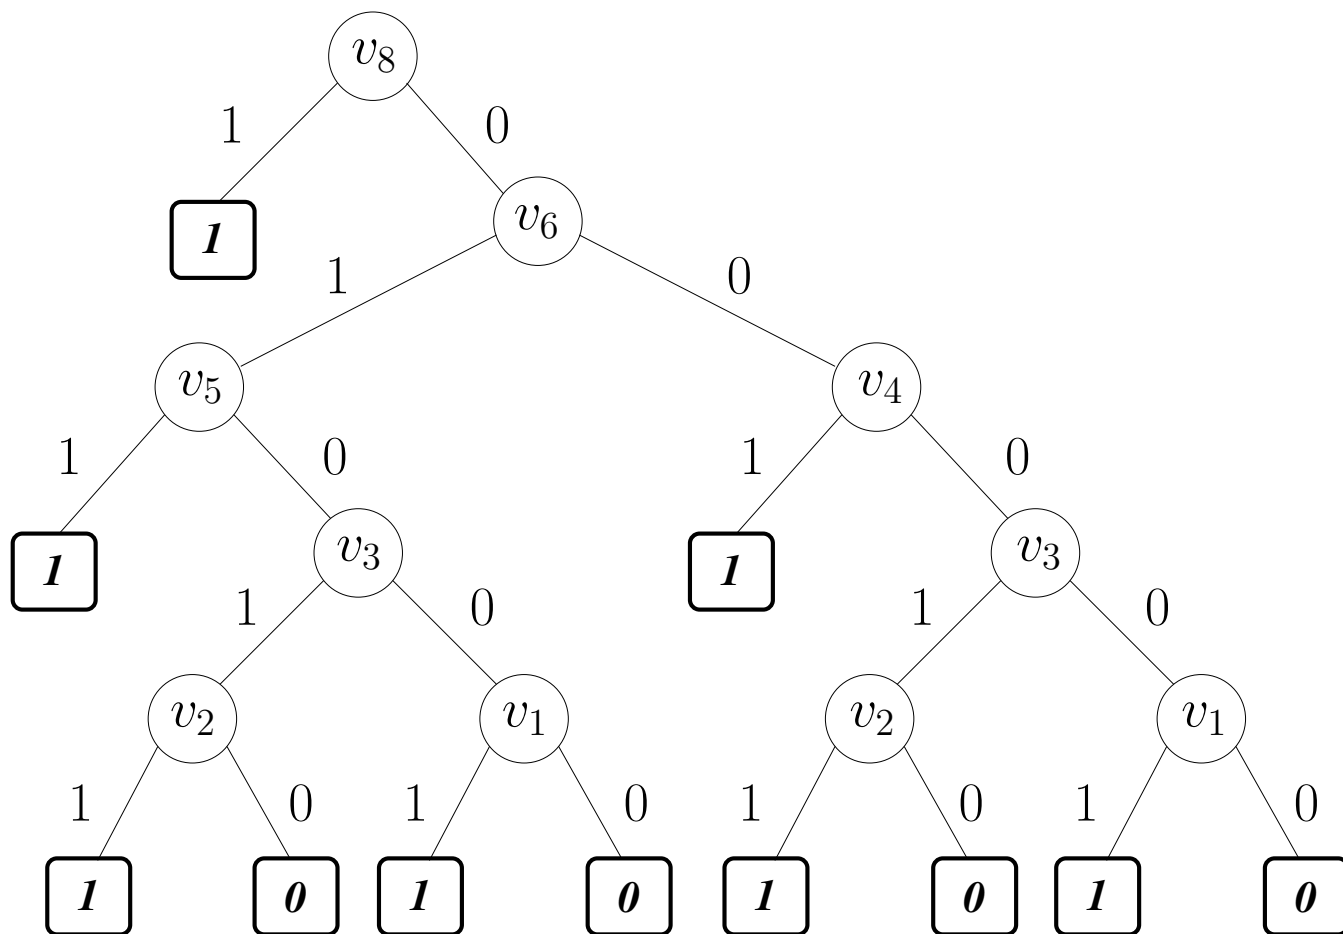 v₈
1 0
1 v₆
1 0
v₅ v₄
1 0 1 0
1 v₃ 1 v₃
1 0 1 0
v₂ v₁ v₂ v₁
1 0 1 0 1 0 1 0
1 0 1 0 1 0 1 0